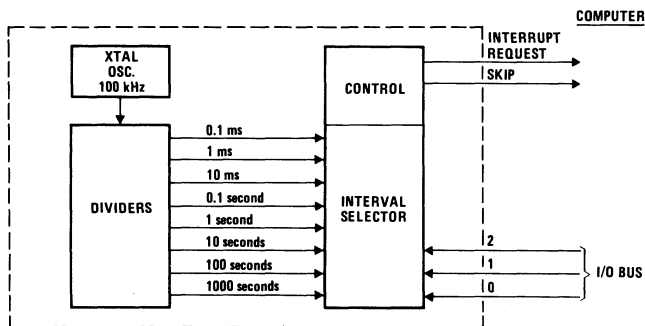 COMPUTER
INTERRUPT
REQUEST
SKIP
XTAL
OSC.
100 kHz
CONTROL
DIVIDERS
0.1 ms
1 ms
10 ms
0.1 second
1 second
10 seconds
100 seconds
1000 seconds
INTERVAL
SELECTOR
2
1
0
I/O BUS